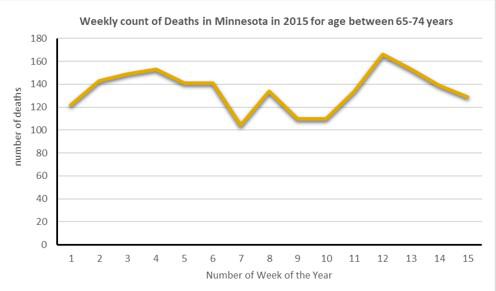 Weekly count of Deaths in Minnesota in 2015 for age between 65-74 years
180
160
140
120
100
80
60
40
20
0
number of deaths
1 2 3 4 5 6 7 8 9 10 11 12 13 14 15
Number of Week of the Year